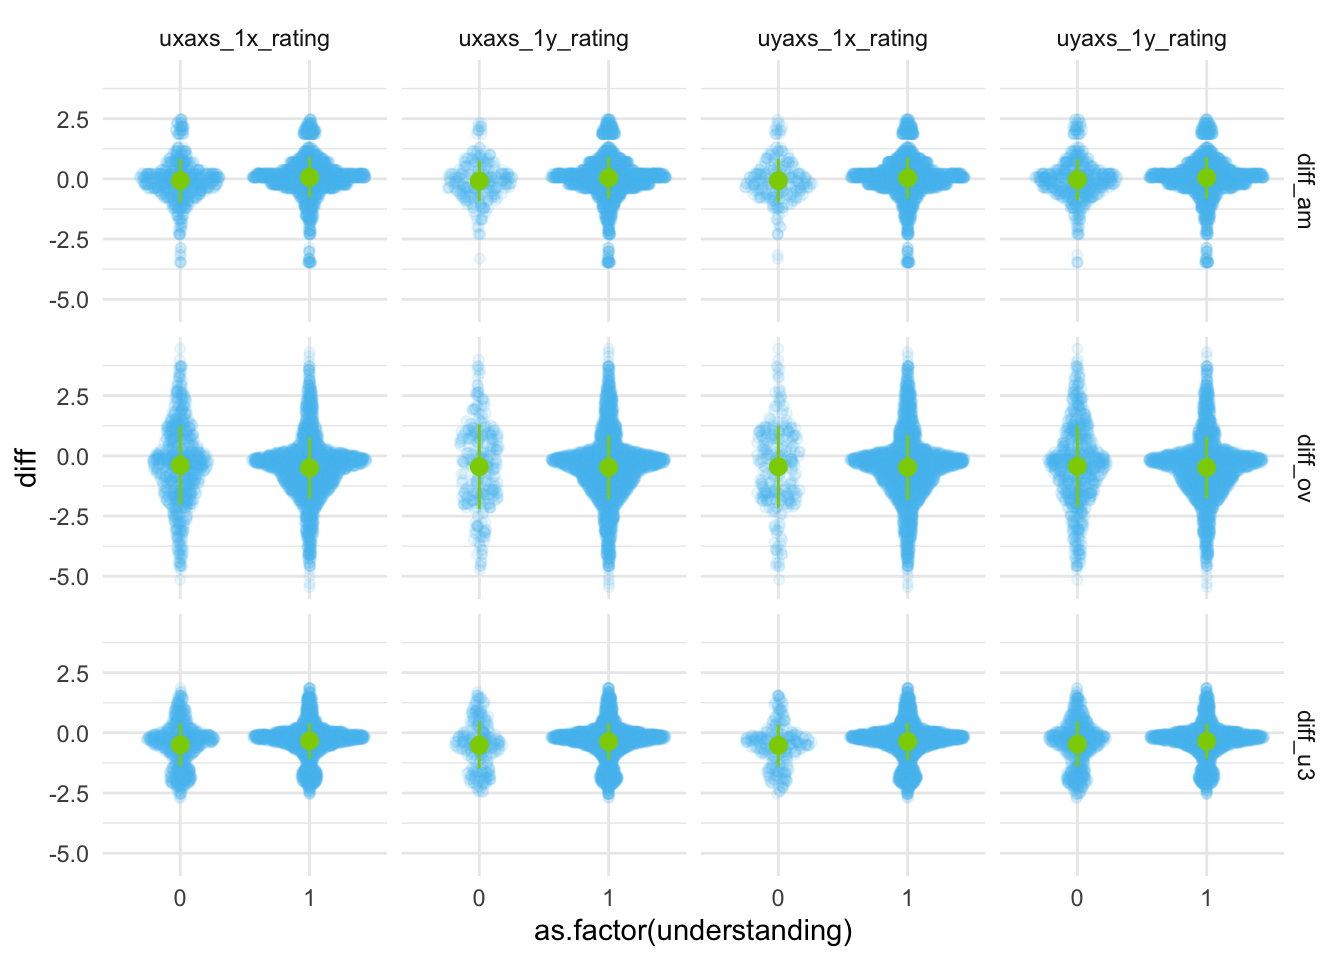 uxaxs_1x_rating uxaxs_1y_rating uyaxs_1x_rating uyaxs_1y_rating
2.5
0.0
-2.5
-5.0
diff_am
2.5
0.0
-2.5
-5.0
diff_ov
2.5
0.0
-2.5
-5.0
diff_u3
diff
0 1 0 1 0 1 0 1
as.factor(understanding)